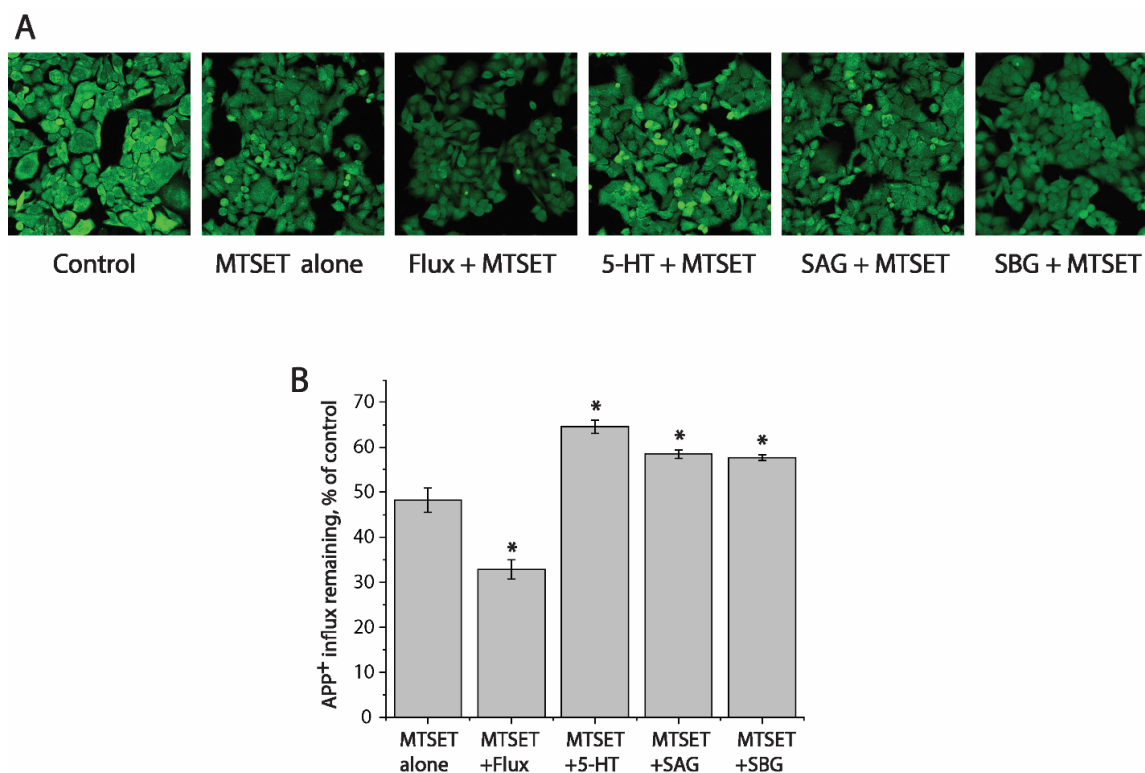 A
Control
MTSET alone
Flux + MTSET
5-HT + MTSET
SAG + MTSET
SBG + MTSET
B
APP⁺ influx remaining, % of control
70
60
50
40
30
20
10
0
*
*
*
*
MTSET
alone
MTSET
+Flux
MTSET
+5-HT
MTSET
+SAG
MTSET
+SBG